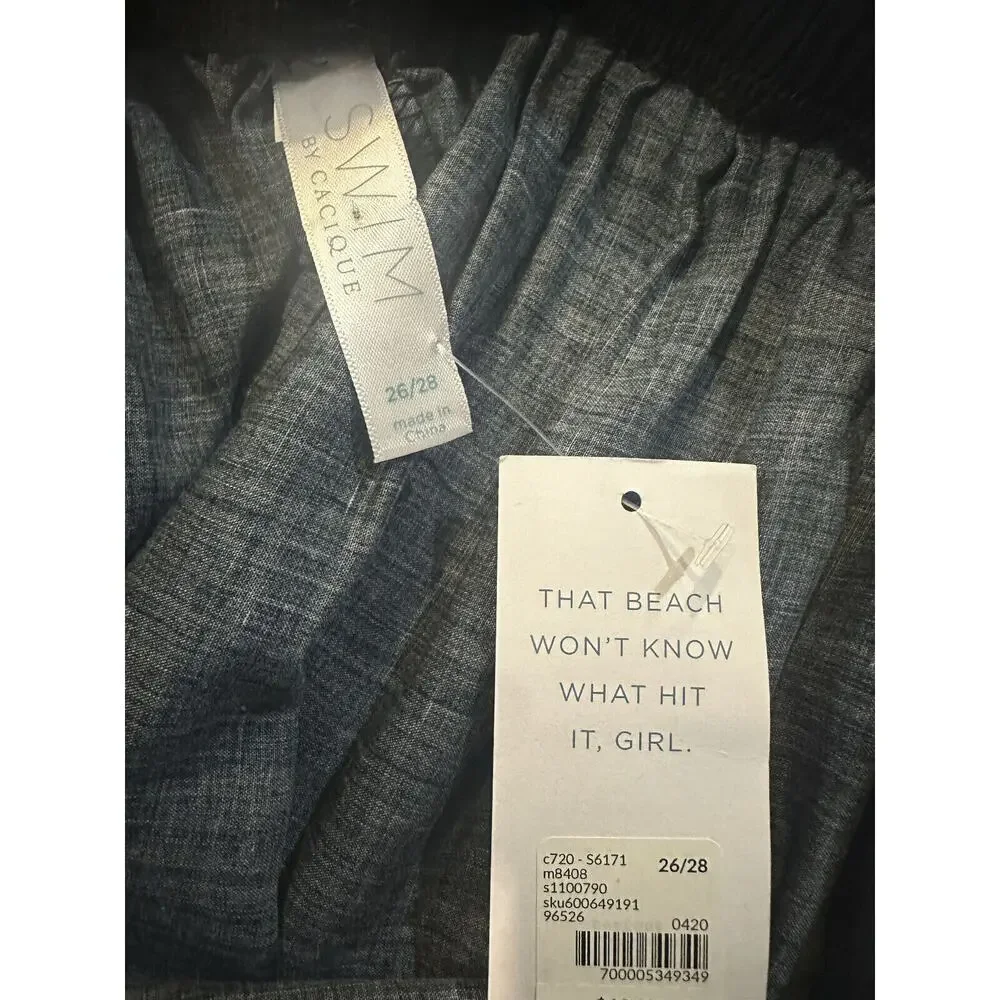 SWIM
BY CACIQUE
26/28
made in
China
THAT BEACH
WON'T KNOW
WHAT HIT
IT, GIRL.
c720 - S6171 26/28
m8408
s1100790
sku600649191
96526 0420
700005349349